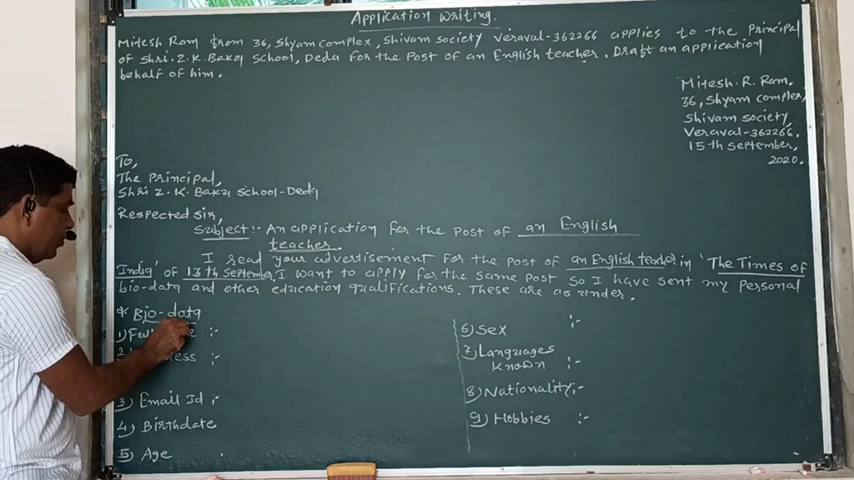 Application Writing.
Mitesh Ram from 36, Shyam complex, Shivam society veraval-362266 applies to the principal
of Shri. Z. K. Bakaj School, Deda for the post of an English teacher. Draft an application
behalf of him.
Mitesh. R. Ram.
36, Shyam complex,
Shivam society,
Veraval-362266.
15th September,
2020.
To,
The Principal,
Shri Z. K. Bakaj School-Deda
Respected Sir,
Subject:- An application for the post of an English
teacher.
I read your advertisement for the post of an English teacher in 'The Times of
India' of 13th September, I want to apply for the same post so I have sent my personal
bio-data and other education qualifications. These are as under.
* Bio-data
1) :-
2) :-
3) Email Id :-
4) Birthdate
5) Age
6) Sex :-
7) Languages
Known :-
8) Nationality:-
9) Hobbies :-